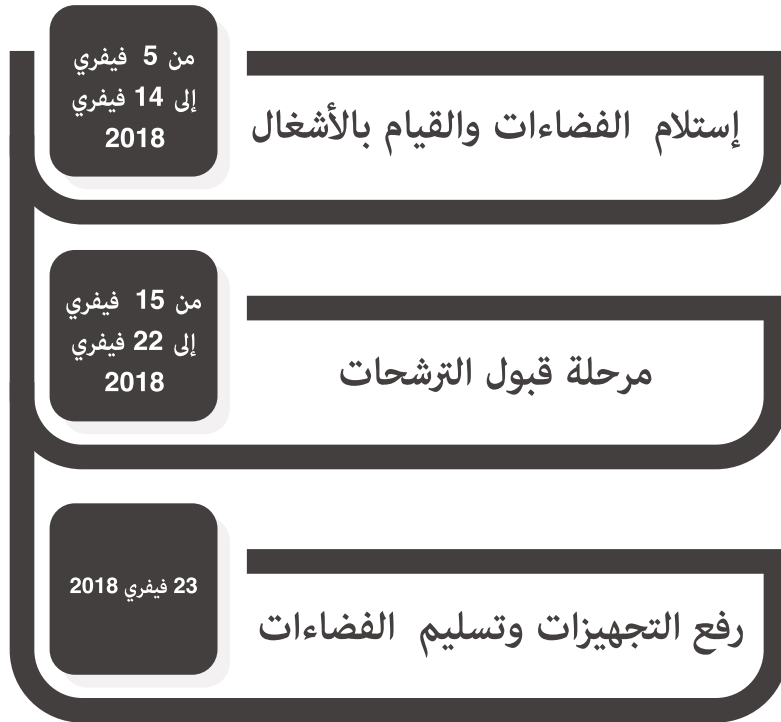 من 5 فيفري
إلى 14 فيفري
2018
إستلام الفضاءات والقيام بالأشغال
من 15 فيفري
إلى 22 فيفري
2018
مرحلة قبول الترشحات
23 فيفري 2018
رفع التجهيزات وتسليم الفضاءات